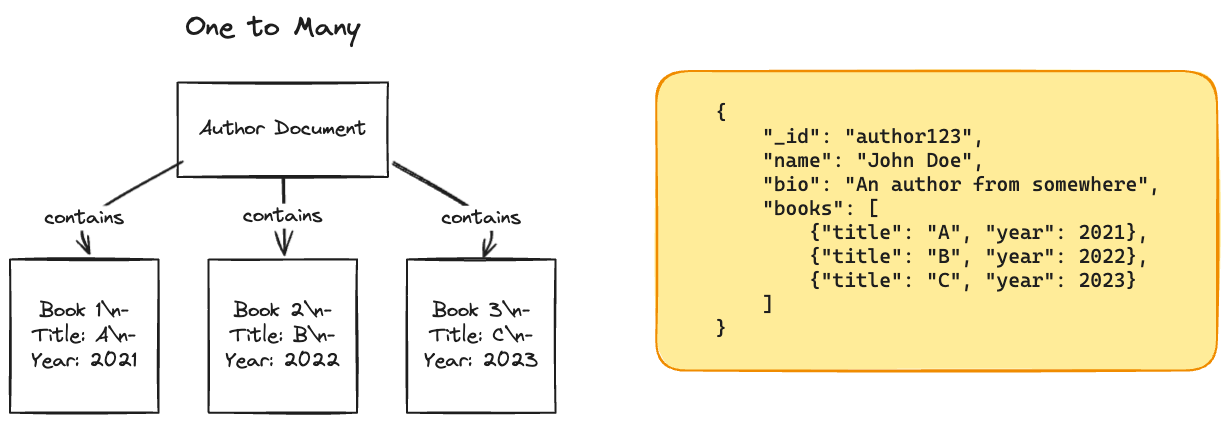 One to Many
Author Document
contains
contains
contains
Book 1\n-
Title: A\n-
Year: 2021
Book 2\n-
Title: B\n-
Year: 2022
Book 3\n-
Title: C\n-
Year: 2023
{
    "_id": "author123",
    "name": "John Doe",
    "bio": "An author from somewhere",
    "books": [
        {"title": "A", "year": 2021},
        {"title": "B", "year": 2022},
        {"title": "C", "year": 2023}
    ]
}